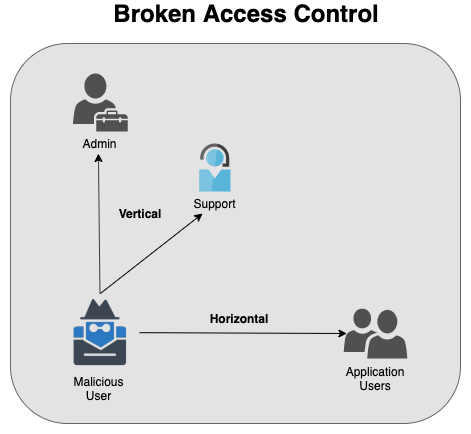 Broken Access Control
Admin
Support
Vertical
Horizontal
Malicious
User
Application
Users